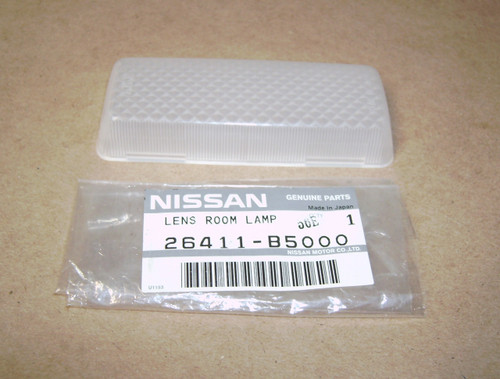 NISSAN GENUINE PARTS
Made in Japan
LENS ROOM LAMP 1
26411-B5000
NISSAN MOTOR CO.,LTD.